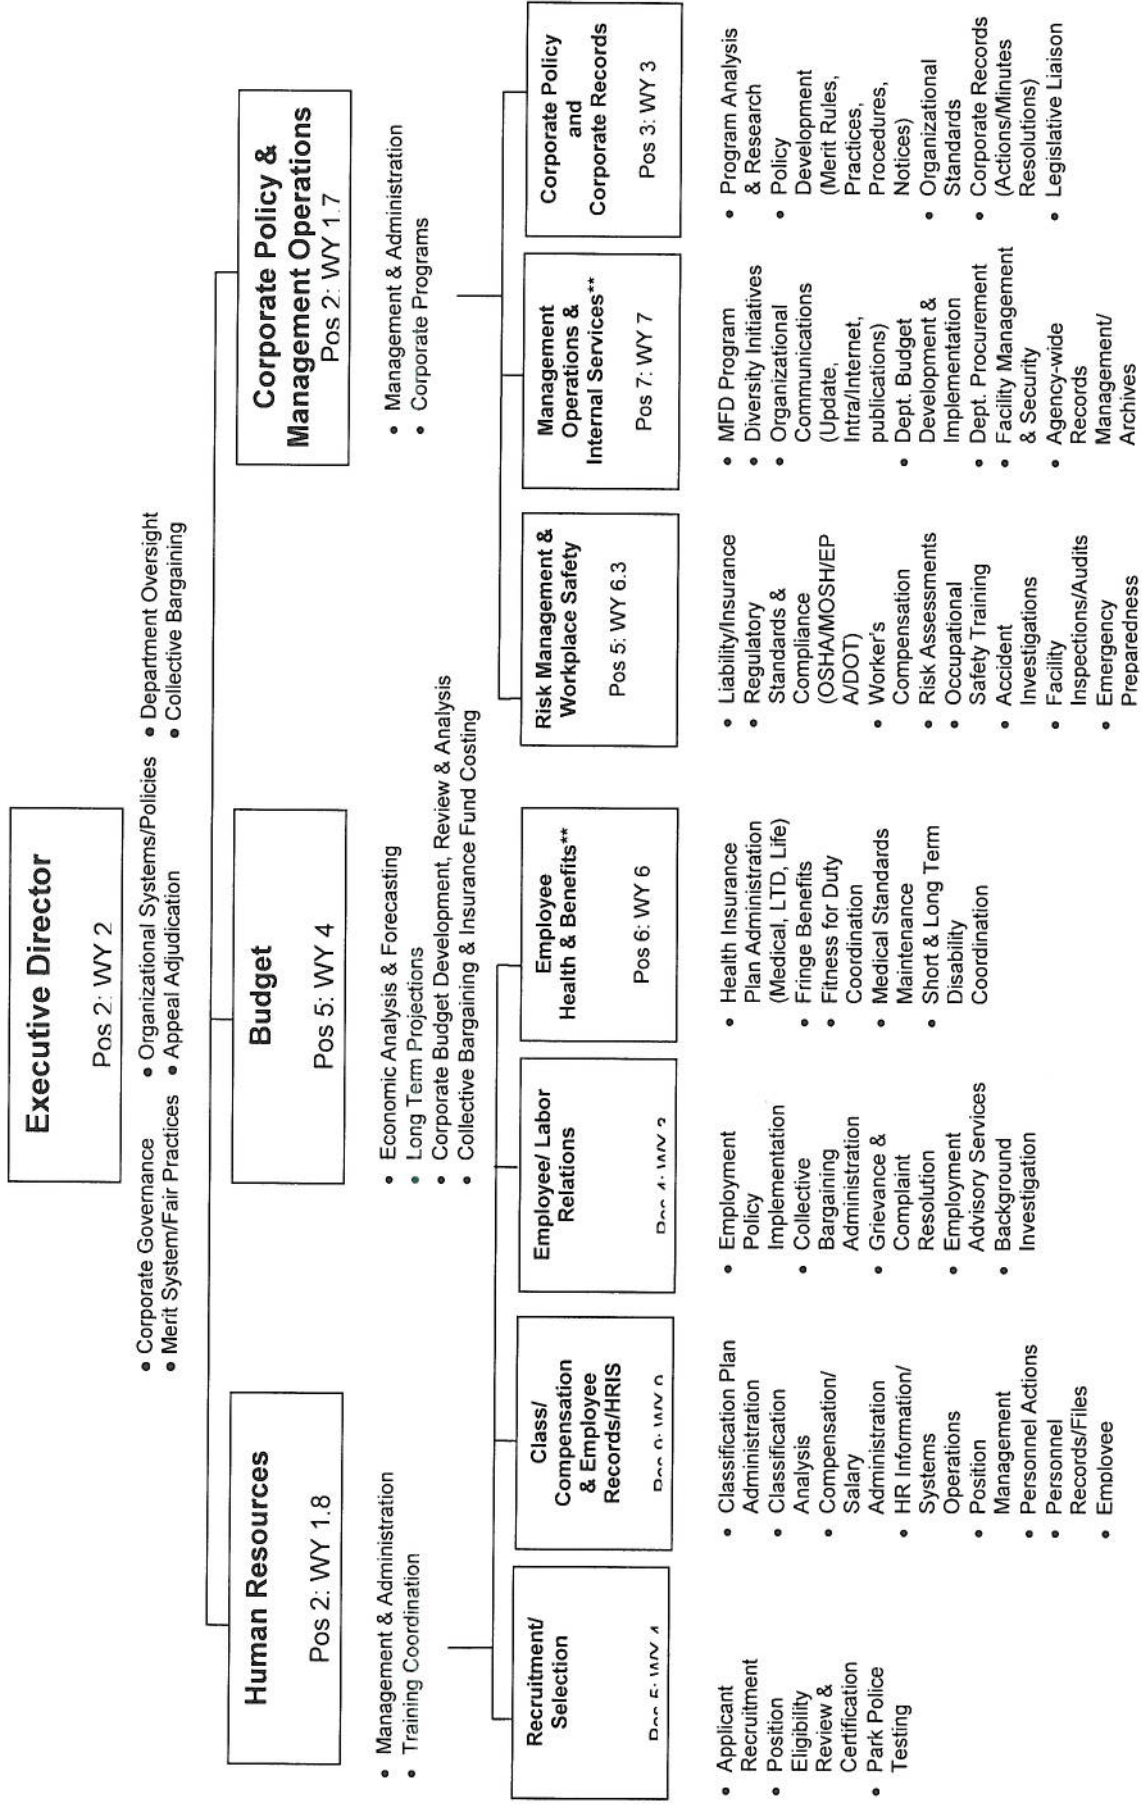 Executive Director
Pos 2: WY 2
• Corporate Governance
• Merit System/Fair Practices
• Organizational Systems/Policies
• Appeal Adjudication
• Department Oversight
• Collective Bargaining
Human Resources
Pos 2: WY 1.8
• Management & Administration
• Training Coordination
Budget
Pos 5: WY 4
• Economic Analysis & Forecasting
• Long Term Projections
• Corporate Budget Development, Review & Analysis
• Collective Bargaining & Insurance Fund Costing
Corporate Policy &
Management Operations
Pos 2: WY 1.7
• Management & Administration
• Corporate Programs
Recruitment/
Selection
• Applicant
Recruitment
• Position
Eligibility
Review &
Certification
• Park Police
Testing
Class/
Compensation
& Employee
Records/HRIS
• Classification Plan
Administration
• Classification
Analysis
• Compensation/
Salary
Administration
• HR Information/
Systems
Operations
• Position
Management
• Personnel Actions
• Personnel
Records/Files
• Employee
Employee/ Labor
Relations
• Employment
Policy
Implementation
• Collective
Bargaining
Administration
• Grievance &
Complaint
Resolution
• Employment
Advisory Services
• Background
Investigation
Employee
Health & Benefits**
Pos 6: WY 6
• Health Insurance
Plan Administration
(Medical, LTD, Life)
• Fringe Benefits
• Fitness for Duty
Coordination
• Medical Standards
Maintenance
• Short & Long Term
Disability
Coordination
Risk Management &
Workplace Safety
Pos 5: WY 6.3
• Liability/Insurance
• Regulatory
Standards &
Compliance
(OSHA/MOSH/EP
A/DOT)
• Worker's
Compensation
• Risk Assessments
• Occupational
Safety Training
• Accident
Investigations
• Facility
Inspections/Audits
• Emergency
Preparedness
Management
Operations &
Internal Services**
Pos 7: WY 7
• MFD Program
• Diversity Initiatives
• Organizational
Communications
(Update,
Intra/Internet,
publications)
• Dept. Budget
Development &
Implementation
• Dept. Procurement
• Facility Management
& Security
• Agency-wide
Records
Management/
Archives
Corporate Policy
and
Corporate Records
Pos 3: WY 3
• Program Analysis
& Research
• Policy
Development
(Merit Rules,
Practices,
Procedures,
Notices)
• Organizational
Standards
• Corporate Records
(Actions/Minutes
Resolutions)
• Legislative Liaison